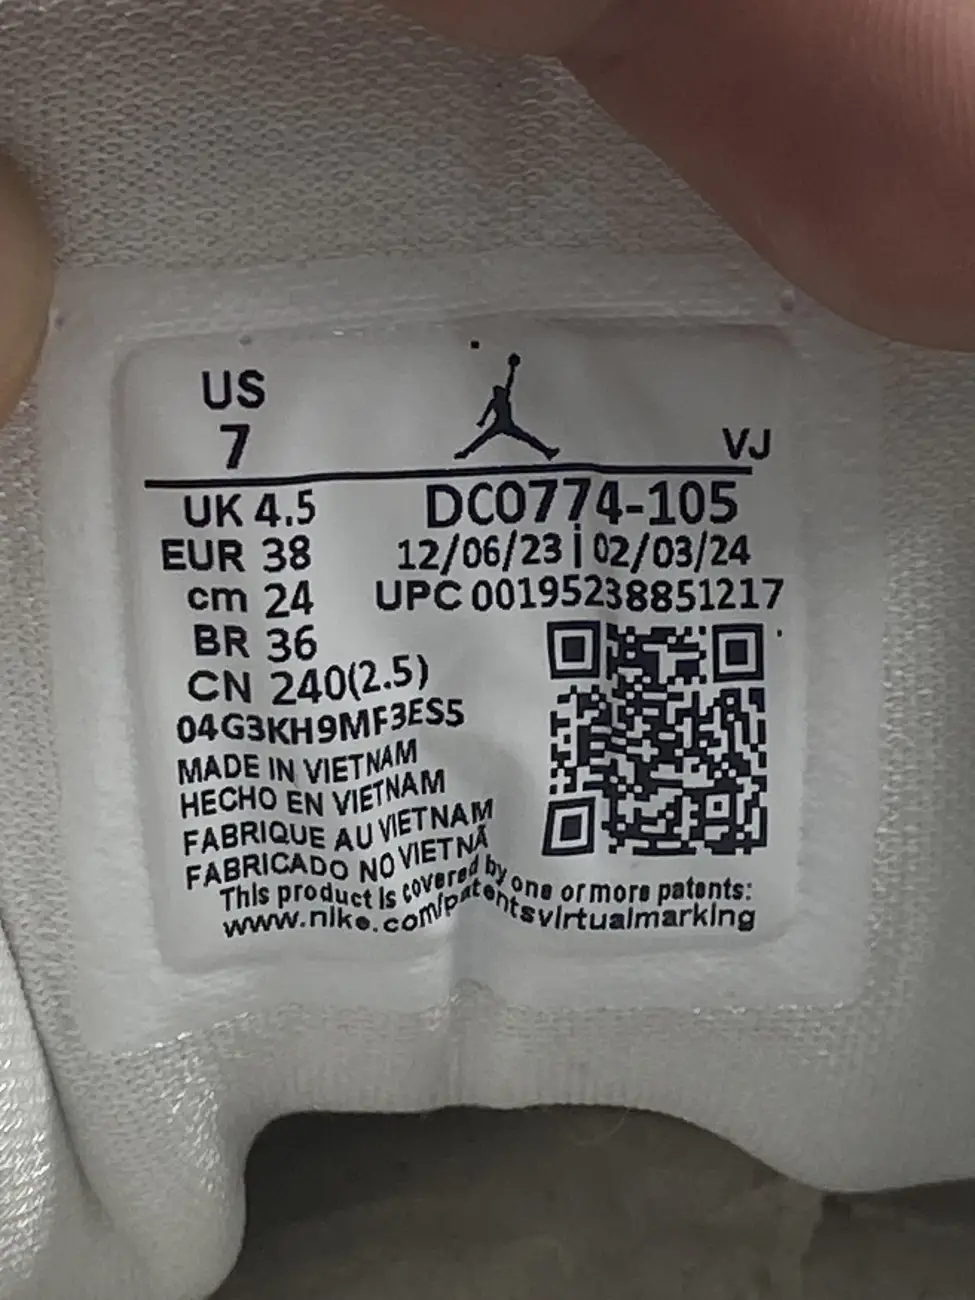 US
7
VJ
UK 4.5
DC0774-105
EUR 38
12/06/23 | 02/03/24
cm 24
UPC 00195238851217
BR 36
CN 240(2.5)
04G3KH9MF3ES5
MADE IN VIETNAM
HECHO EN VIETNAM
FABRIQUE AU VIETNAM
FABRICADO NO VIETNÃ
This product is covered by one or more patents:
www.nike.com/patentsvirtualmarking